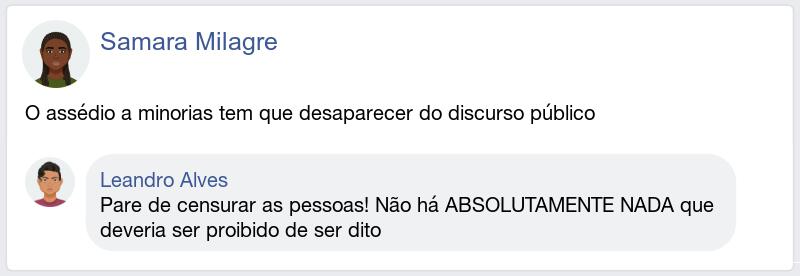 Samara Milagre
O assédio a minorias tem que desaparecer do discurso público
Leandro Alves
Pare de censurar as pessoas! Não há ABSOLUTAMENTE NADA que
deveria ser proibido de ser dito